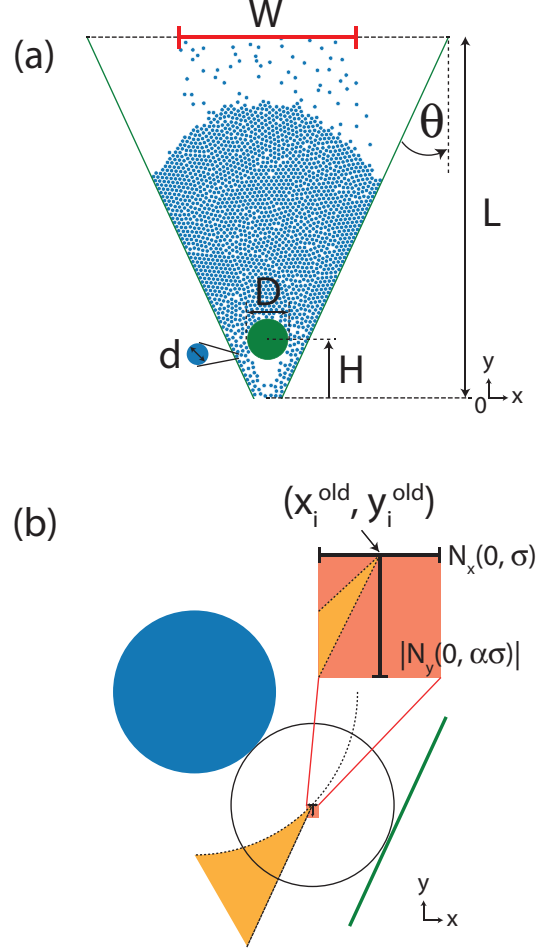 W
(a)
θ
L
D
d
H
y
0
x
(b)
(x_i^old, y_i^old)
N_x(0, σ)
|N_y(0, ασ)|
y
x